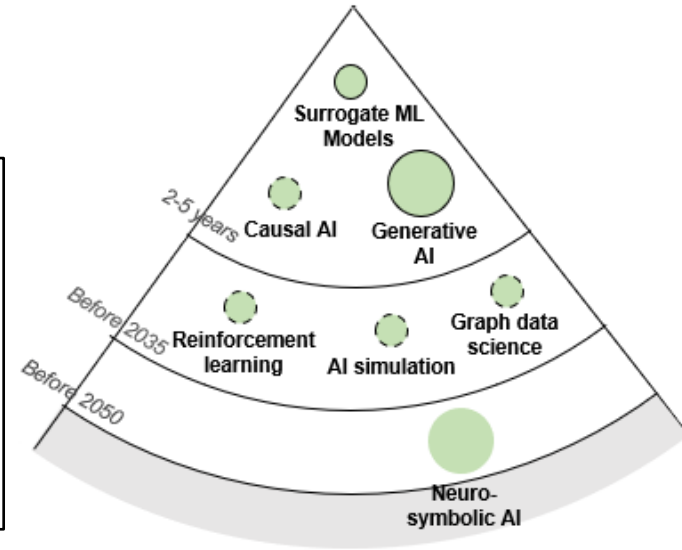 Surrogate ML
Models
2-5 years
Causal AI
Generative
AI
Before 2035
Reinforcement
learning
AI simulation
Graph data
science
Before 2050
Neuro-
symbolic AI